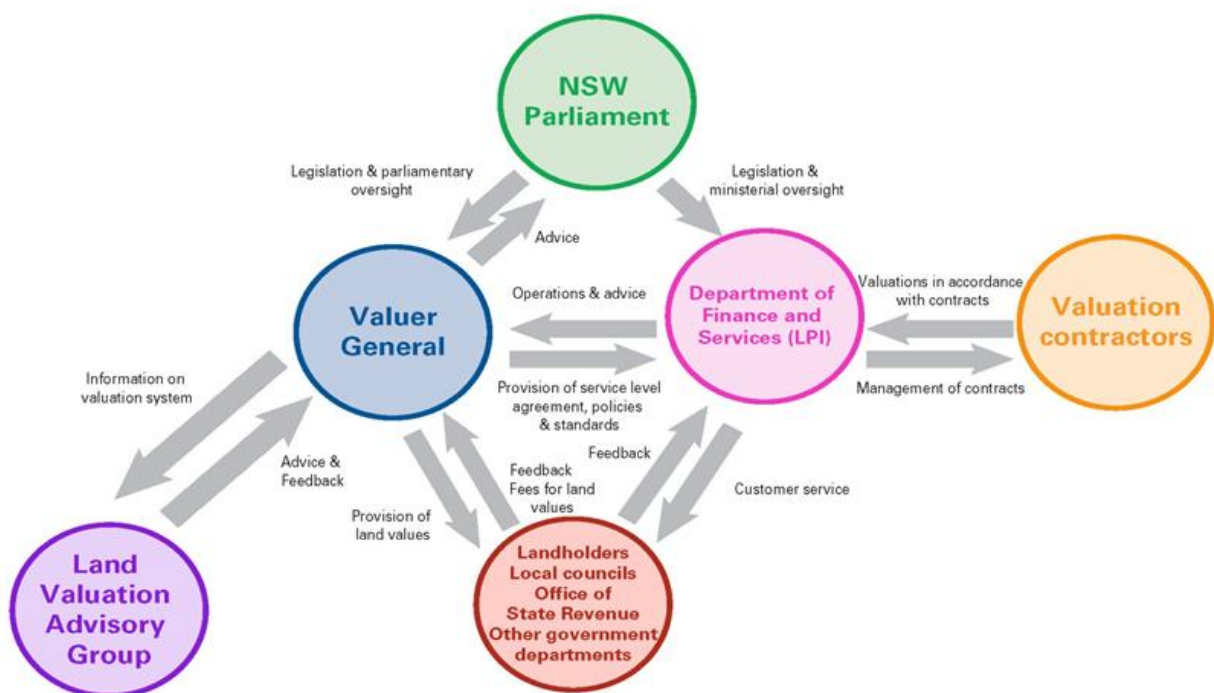 NSW
Parliament
Legislation & parliamentary
oversight
Legislation &
ministerial oversight
Advice
Valuer
General
Operations & advice
Department of
Finance and
Services (LPI)
Valuations in accordance
with contracts
Valuation
contractors
Information on
valuation system
Provision of service level
agreement, policies
& standards
Management of contracts
Advice &
Feedback
Feedback
Fees for land
values
Feedback
Customer service
Provision of
land values
Land
Valuation
Advisory
Group
Landholders
Local councils
Office of
State Revenue
Other government
departments